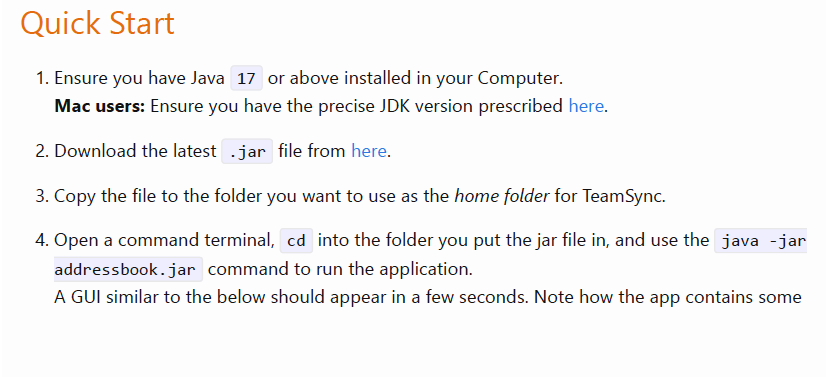 Quick Start
1. Ensure you have Java 17 or above installed in your Computer.
Mac users: Ensure you have the precise JDK version prescribed here.
2. Download the latest .jar file from here.
3. Copy the file to the folder you want to use as the home folder for TeamSync.
4. Open a command terminal, cd into the folder you put the jar file in, and use the java -jar
addressbook.jar command to run the application.
A GUI similar to the below should appear in a few seconds. Note how the app contains some